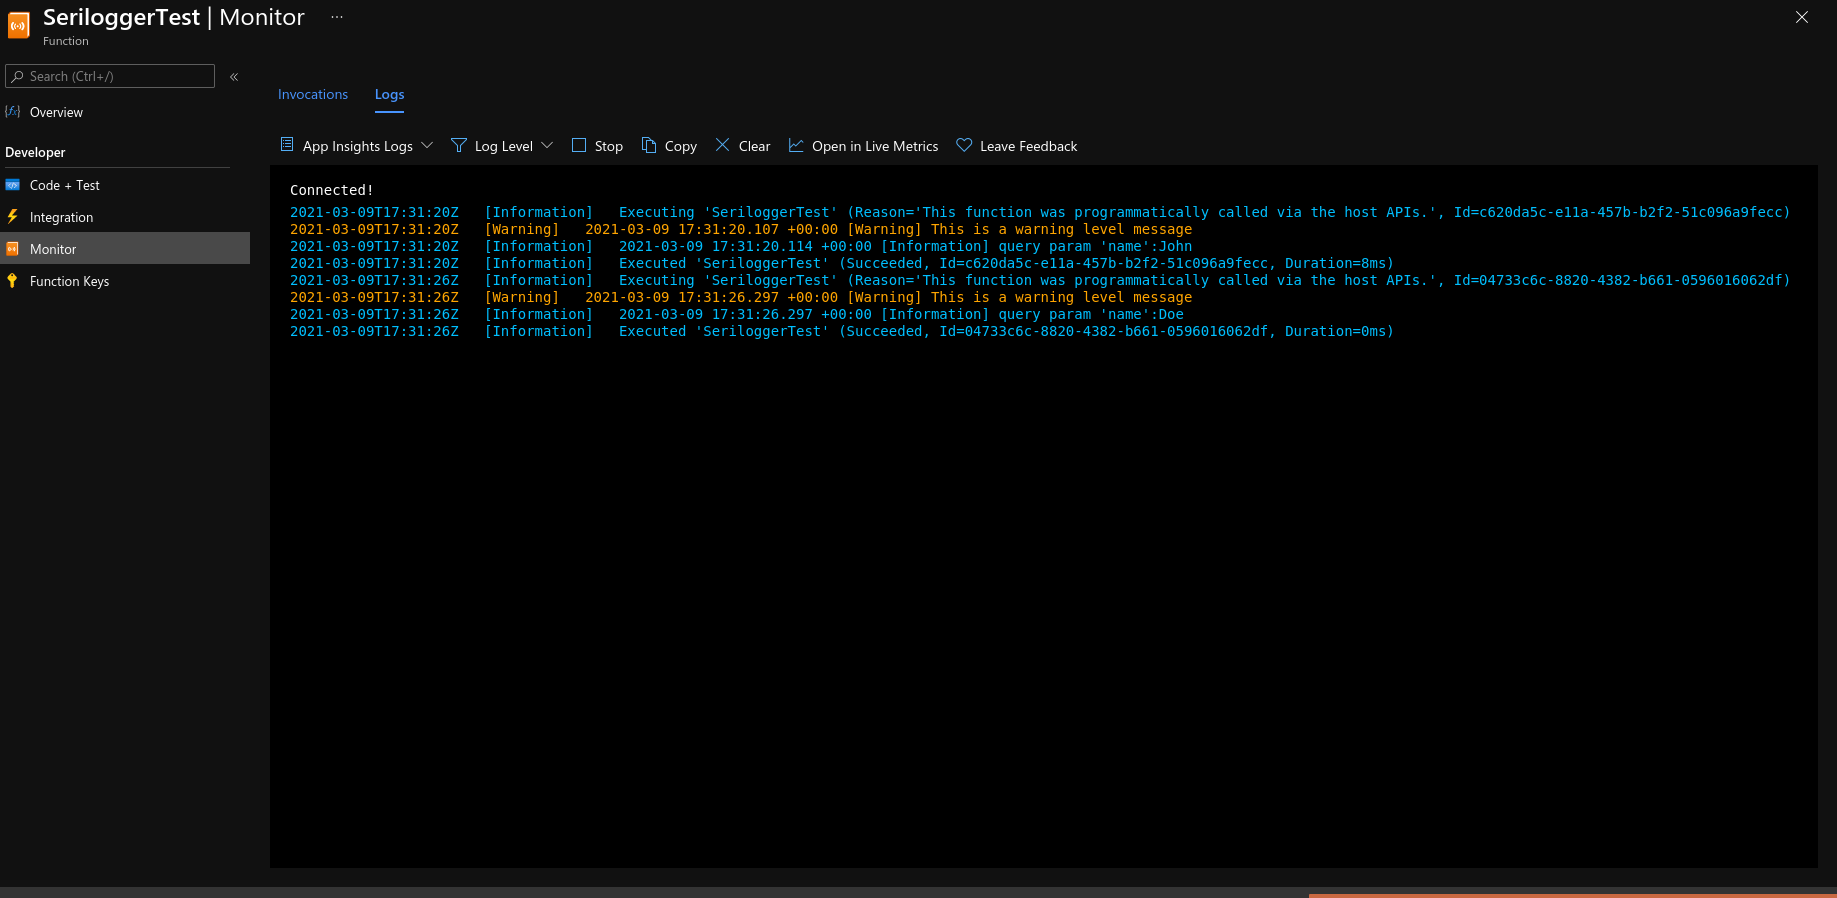 SeriloggerTest | Monitor ...
Function
Search (Ctrl+/)
«
Overview
Developer
Code + Test
Integration
Monitor
Function Keys
Invocations Logs
App Insights Logs Log Level Stop Copy Clear Open in Live Metrics Leave Feedback
Connected!
2021-03-09T17:31:20Z [Information] Executing 'SeriloggerTest' (Reason='This function was programmatically called via the host APIs.', Id=c620da5c-e11a-457b-b2f2-51c096a9fecc)
2021-03-09T17:31:20Z [Warning] 2021-03-09 17:31:20.107 +00:00 [Warning] This is a warning level message
2021-03-09T17:31:20Z [Information] 2021-03-09 17:31:20.114 +00:00 [Information] query param 'name':John
2021-03-09T17:31:20Z [Information] Executed 'SeriloggerTest' (Succeeded, Id=c620da5c-e11a-457b-b2f2-51c096a9fecc, Duration=8ms)
2021-03-09T17:31:26Z [Information] Executing 'SeriloggerTest' (Reason='This function was programmatically called via the host APIs.', Id=04733c6c-8820-4382-b661-0596016062df)
2021-03-09T17:31:26Z [Warning] 2021-03-09 17:31:26.297 +00:00 [Warning] This is a warning level message
2021-03-09T17:31:26Z [Information] 2021-03-09 17:31:26.297 +00:00 [Information] query param 'name':Doe
2021-03-09T17:31:26Z [Information] Executed 'SeriloggerTest' (Succeeded, Id=04733c6c-8820-4382-b661-0596016062df, Duration=0ms)